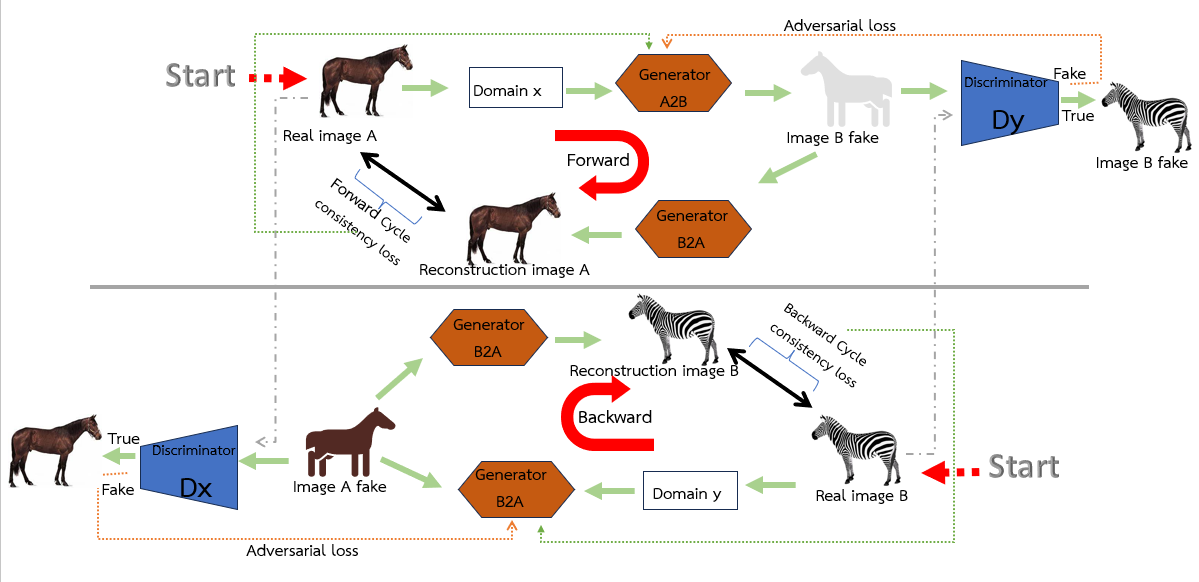 Adversarial loss
Start
Domain x
Generator
A2B
Discriminator
Dy
Fake
True
Real image A
Image B fake
Image B fake
Forward
Forward Cycle
consistency loss
Generator
B2A
Reconstruction image A
Generator
B2A
Reconstruction image B
Backward Cycle
consistency loss
Backward
True
Fake
Discriminator
Dx
Image A fake
Generator
B2A
Domain y
Real image B
Start
Adversarial loss